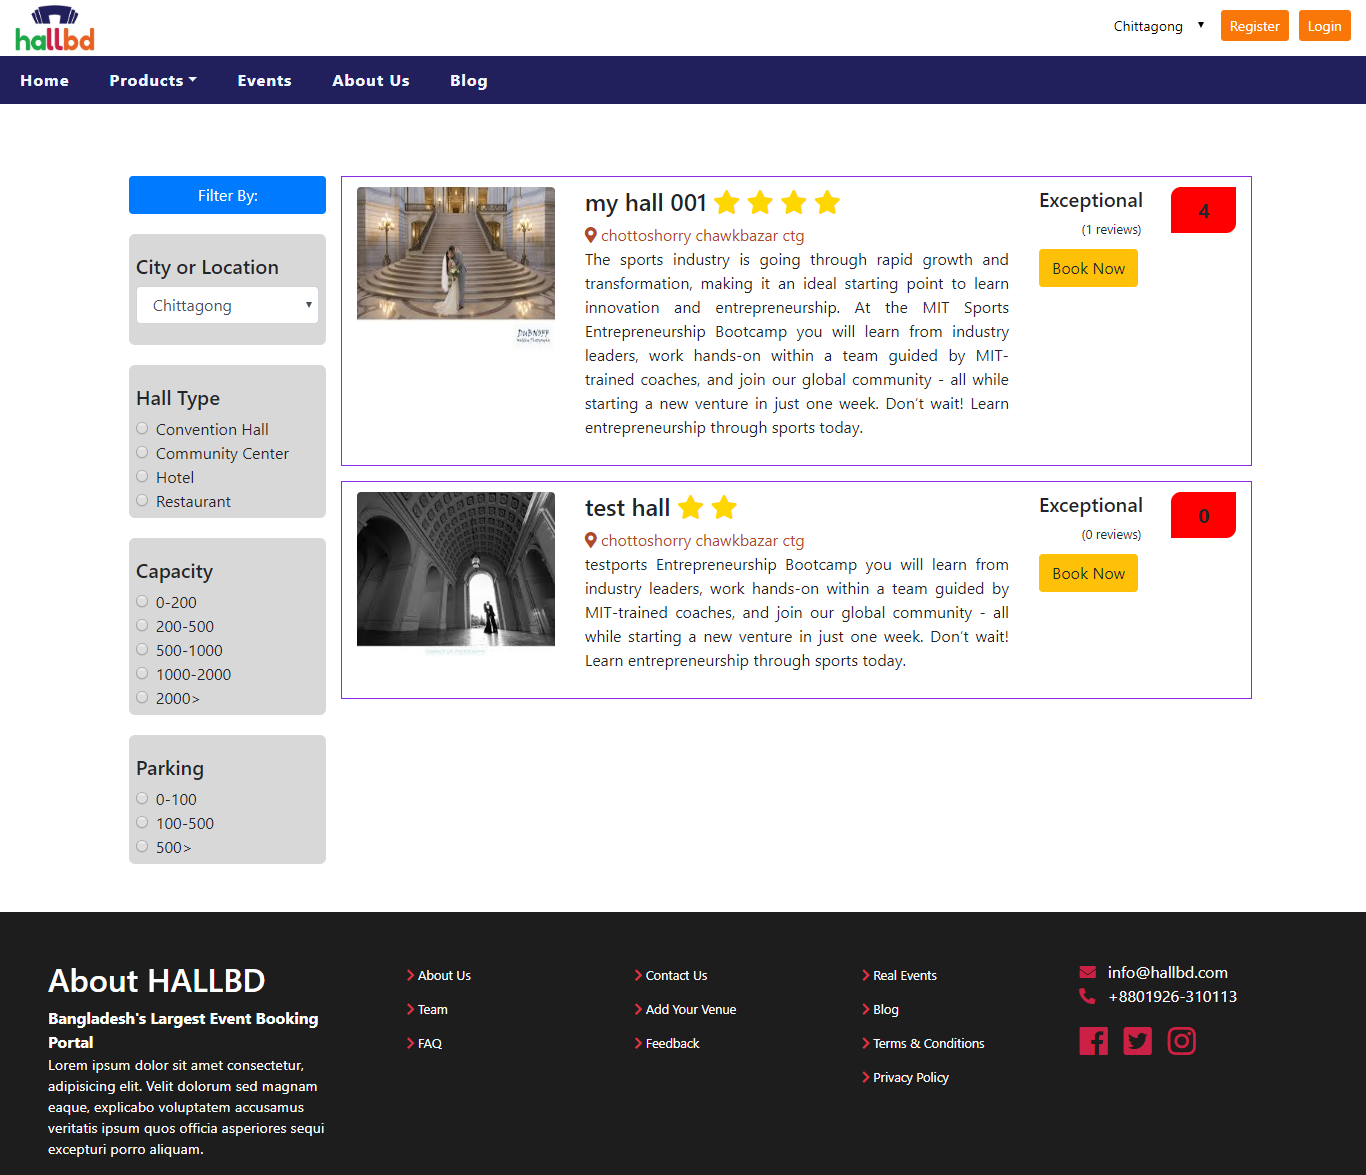 hallbd
Chittagong
Register
Login
Home
Products
Events
About Us
Blog
Filter By:
City or Location
Chittagong
Hall Type
Convention Hall
Community Center
Hotel
Restaurant
Capacity
0-200
200-500
500-1000
1000-2000
2000>
Parking
0-100
100-500
500>
DUBNOFF
my hall 001
chottoshorry chawkbazar ctg
The sports industry is going through rapid growth and
transformation, making it an ideal starting point to learn
innovation and entrepreneurship. At the MIT Sports
Entrepreneurship Bootcamp you will learn from industry
leaders, work hands-on within a team guided by MIT-
trained coaches, and join our global community - all while
starting a new venture in just one week. Don't wait! Learn
entrepreneurship through sports today.
Exceptional
(1 reviews)
Book Now
4
test hall
chottoshorry chawkbazar ctg
testports Entrepreneurship Bootcamp you will learn from
industry leaders, work hands-on within a team guided by
MIT-trained coaches, and join our global community - all
while starting a new venture in just one week. Don't wait!
Learn entrepreneurship through sports today.
Exceptional
(0 reviews)
Book Now
0
About HALLBD
Bangladesh's Largest Event Booking
Portal
Lorem ipsum dolor sit amet consectetur,
adipisicing elit. Velit dolorum sed magnam
eaque, explicabo voluptatem accusamus
veritatis ipsum quos officia asperiores sequi
excepturi porro aliquam.
About Us
Team
FAQ
Contact Us
Add Your Venue
Feedback
Real Events
Blog
Terms & Conditions
Privacy Policy
info@hallbd.com
+8801926-310113